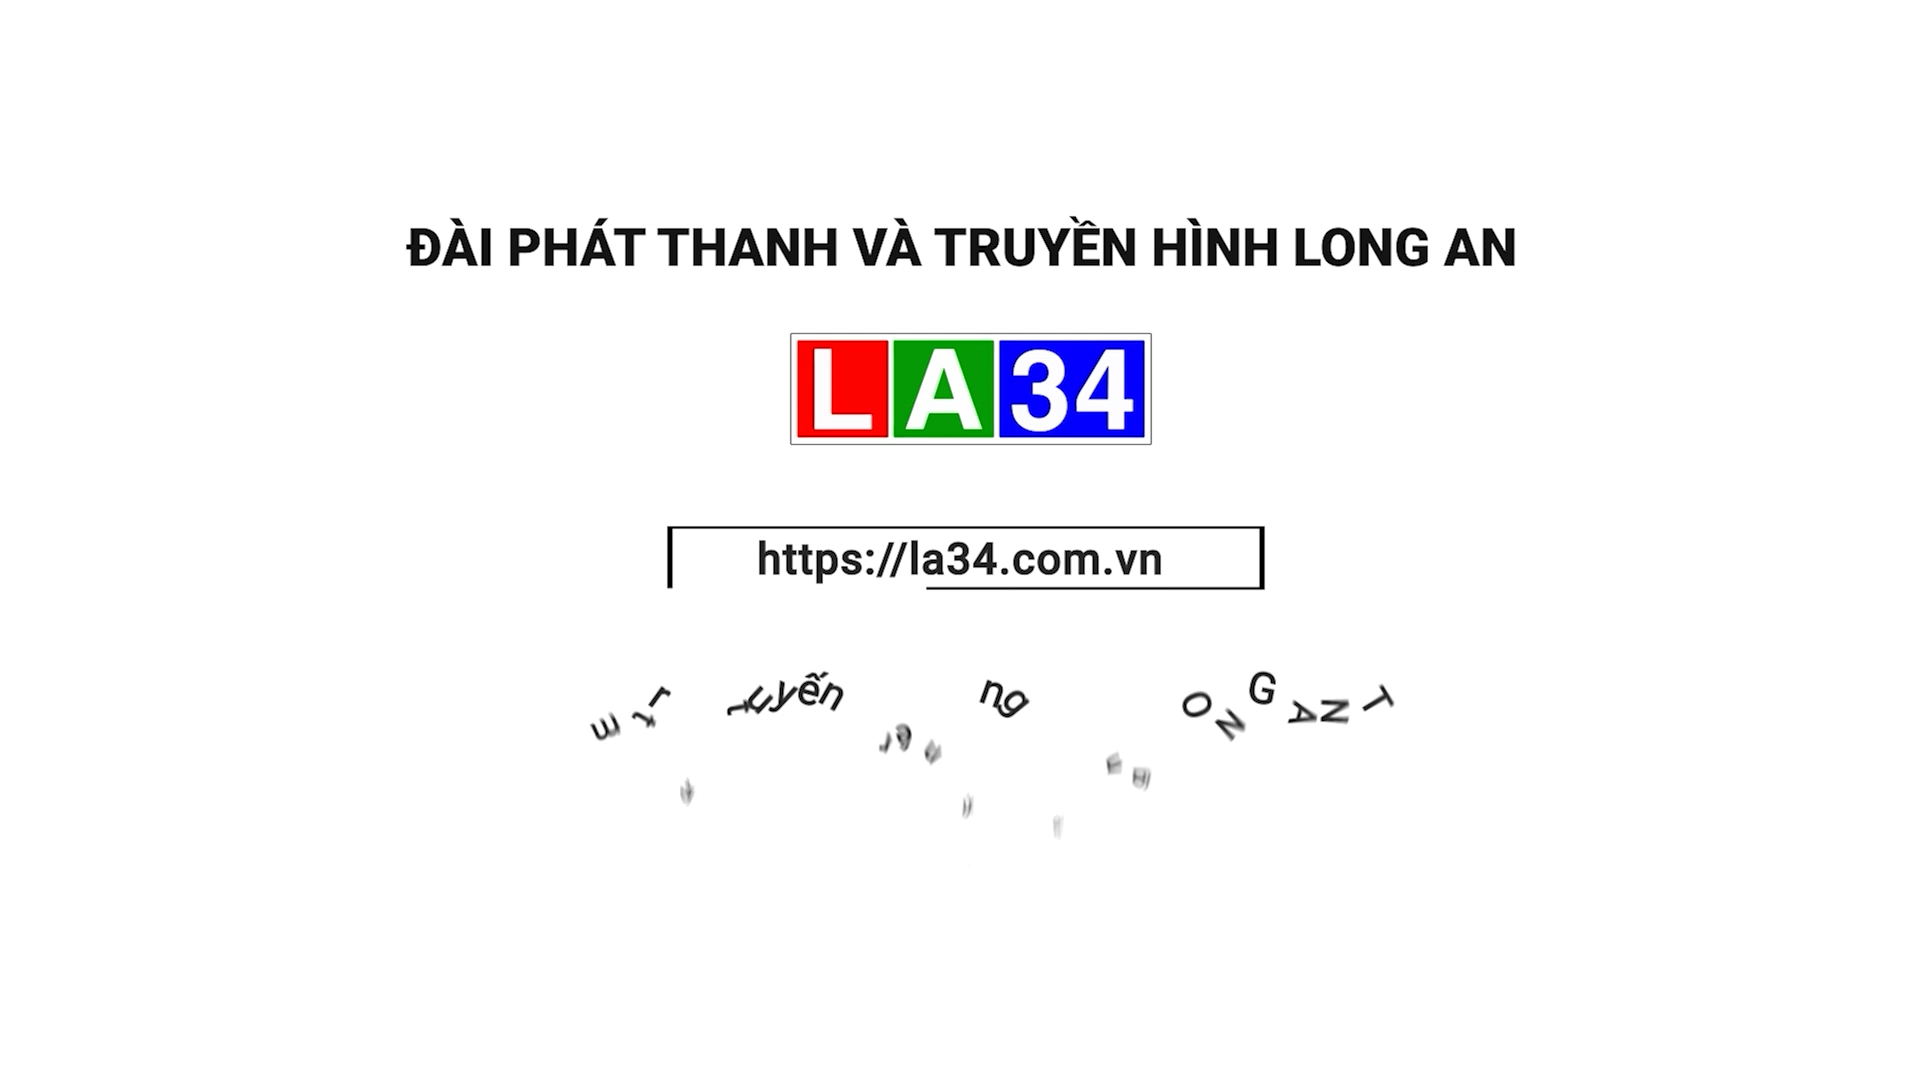 ĐÀI PHÁT THANH VÀ TRUYỀN HÌNH LONG AN
LA34
https://la34.com.vn